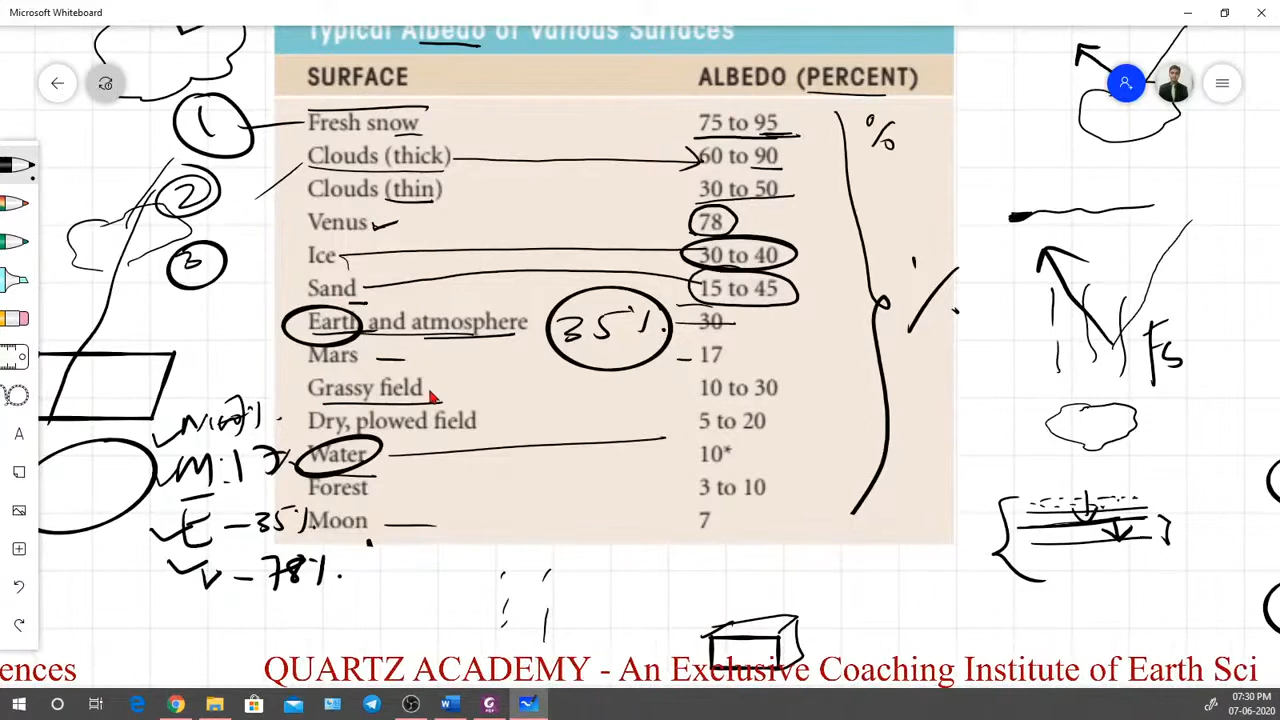 Microsoft Whiteboard
Typical Albedo of Various Surfaces
SURFACE ALBEDO (PERCENT)
1 Fresh snow 75 to 95 %
Clouds (thick) 60 to 90
2 Clouds (thin) 30 to 50
Venus 78
3 Ice 30 to 40
Sand 15 to 45 %
Earth and atmosphere 35% 30
Mars 17 Fs
Grassy field 10 to 30
Dry, plowed field 5 to 20
Water 10*
Forest 3 to 10
E - 35% Moon 7
V - 78%
QUARTZ ACADEMY - An Exclusive Coaching Institute of Earth Sci
ences
07:30 PM
07-06-2020